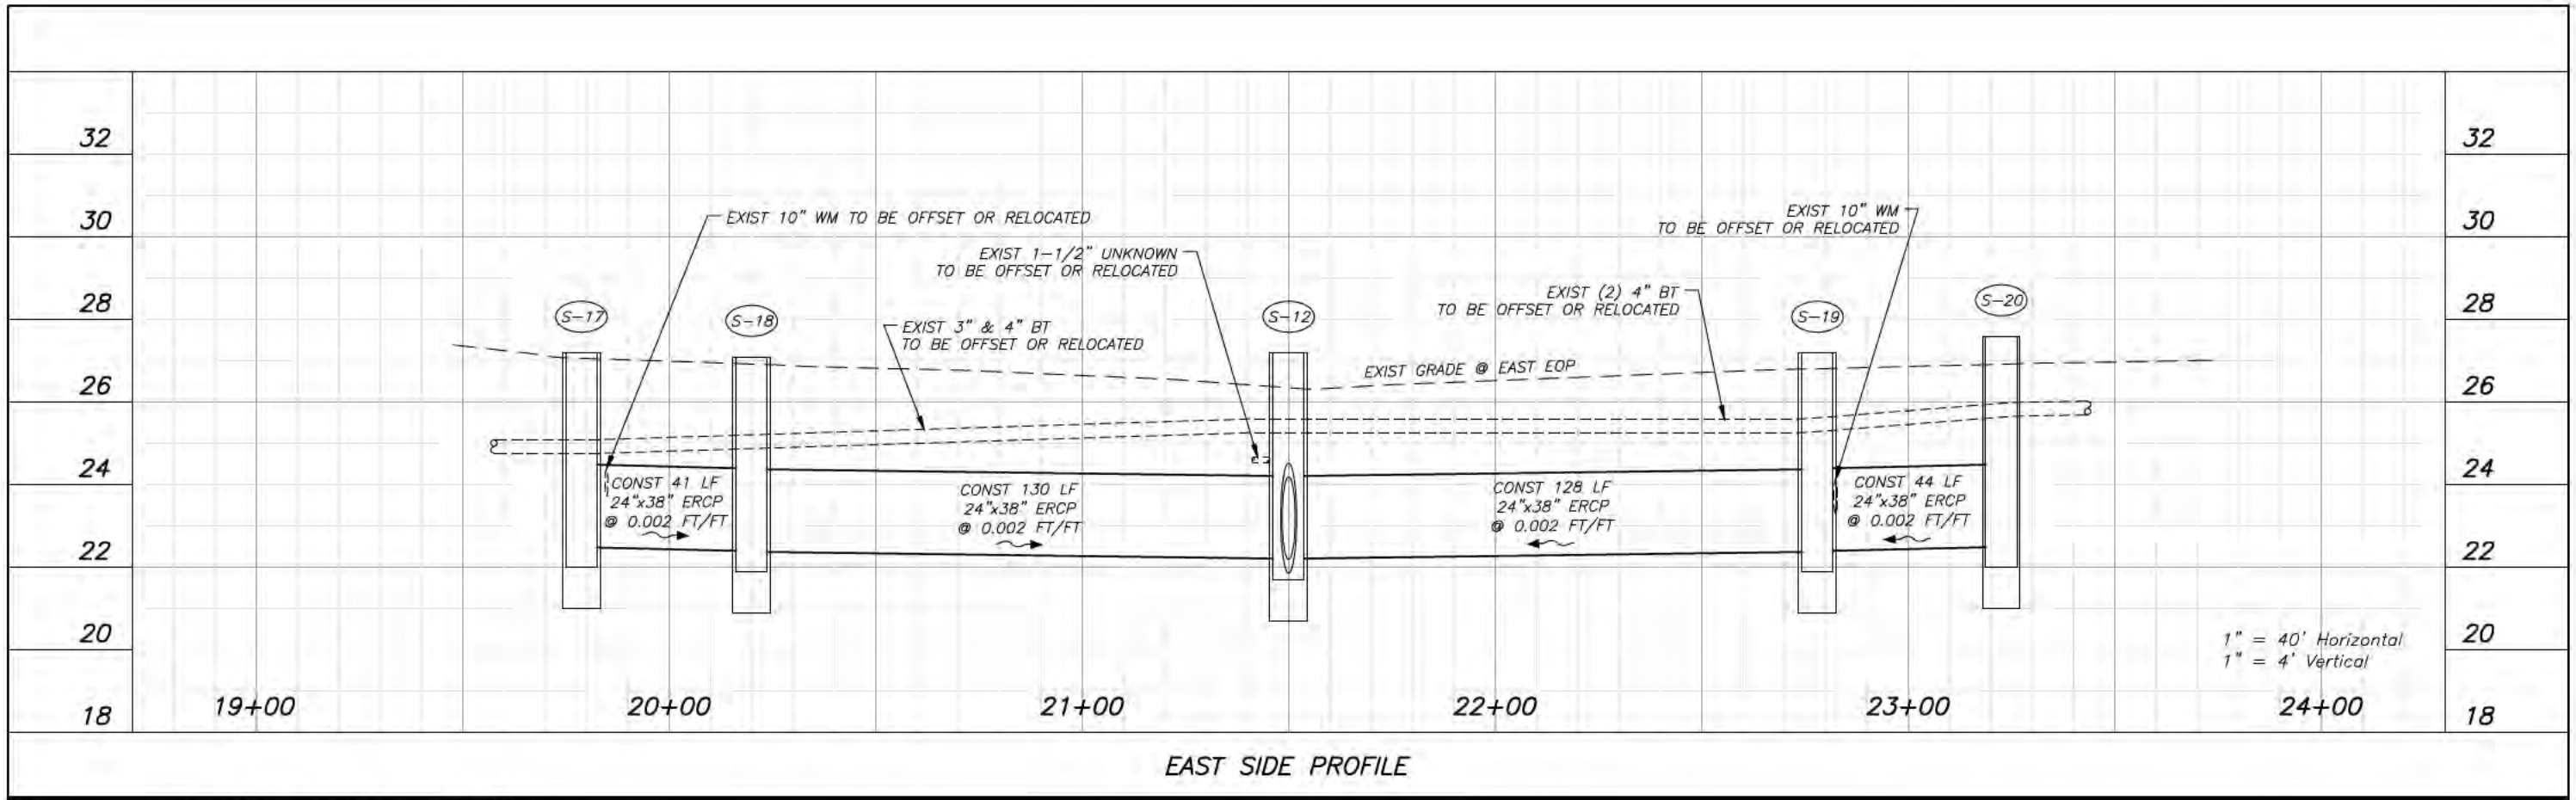 32
32
30
30
28
28
26
26
24
24
22
22
20
20
18
18
EXIST 10" WM TO BE OFFSET OR RELOCATED
EXIST 1-1/2" UNKNOWN
TO BE OFFSET OR RELOCATED
EXIST 10" WM
TO BE OFFSET OR RELOCATED
EXIST 3" & 4" BT
TO BE OFFSET OR RELOCATED
EXIST (2) 4" BT
TO BE OFFSET OR RELOCATED
S-17
S-18
S-12
S-19
S-20
EXIST GRADE @ EAST EOP
CONST 41 LF
24"x38" ERCP
@ 0.002 FT/FT
CONST 130 LF
24"x38" ERCP
@ 0.002 FT/FT
CONST 128 LF
24"x38" ERCP
@ 0.002 FT/FT
CONST 44 LF
24"x38" ERCP
@ 0.002 FT/FT
1" = 40' Horizontal
1" = 4' Vertical
19+00
20+00
21+00
22+00
23+00
24+00
EAST SIDE PROFILE